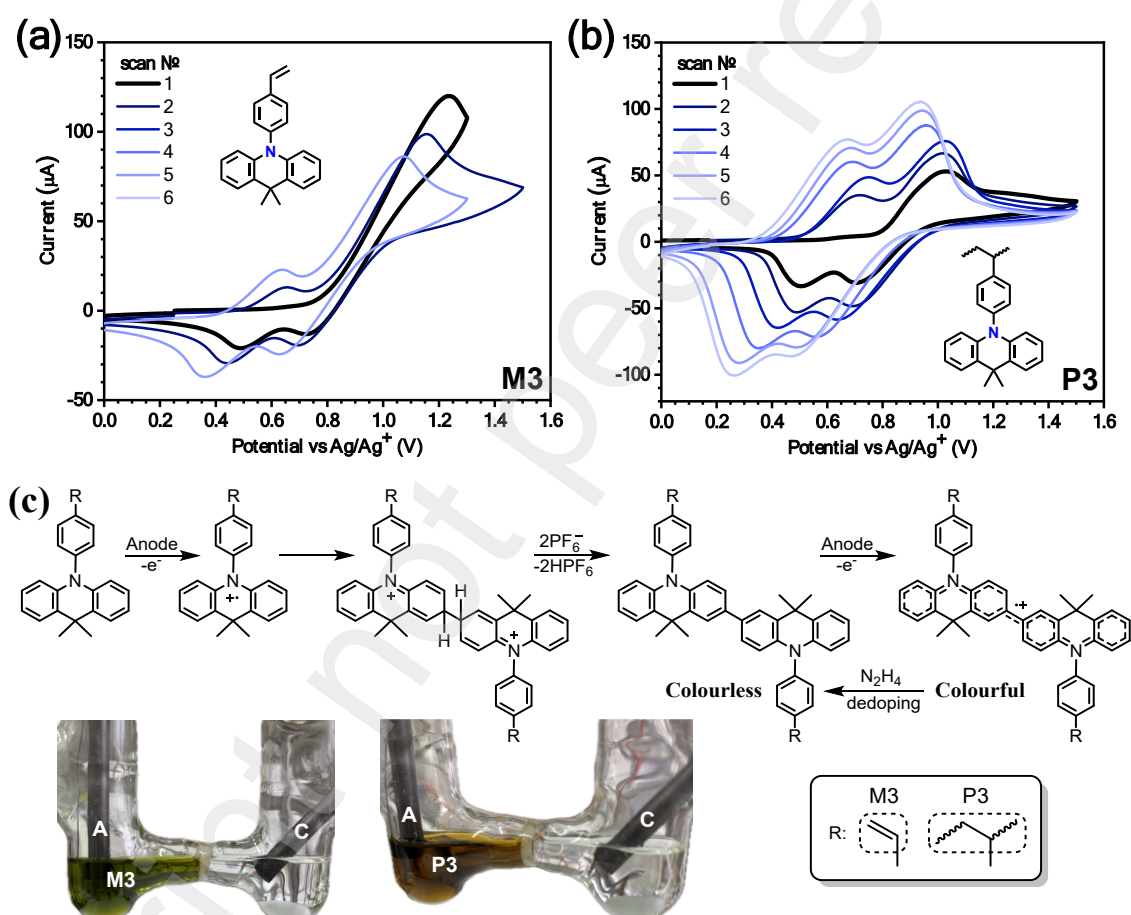 (a)
150
100
50
0
-50
Current (µA)
scan №
1
2
3
4
5
6
N
M3
0.0 0.2 0.4 0.6 0.8 1.0 1.2 1.4 1.6
Potential vs Ag/Ag+ (V)
(b)
150
100
50
0
-50
-100
Current (µA)
scan №
1
2
3
4
5
6
N
P3
0.0 0.2 0.4 0.6 0.8 1.0 1.2 1.4 1.6
Potential vs Ag/Ag+ (V)
(c)
R
N
Anode
-e-
R
N
+•
R
N
+
H
H
+
N
R
2PF6-
-2HPF6
R
N
N
R
Colourless
Anode
-e-
R
N
•+
N
R
Colourful
N2H4
dedoping
A
C
M3
A
C
P3
M3 P3
R:
not peer re